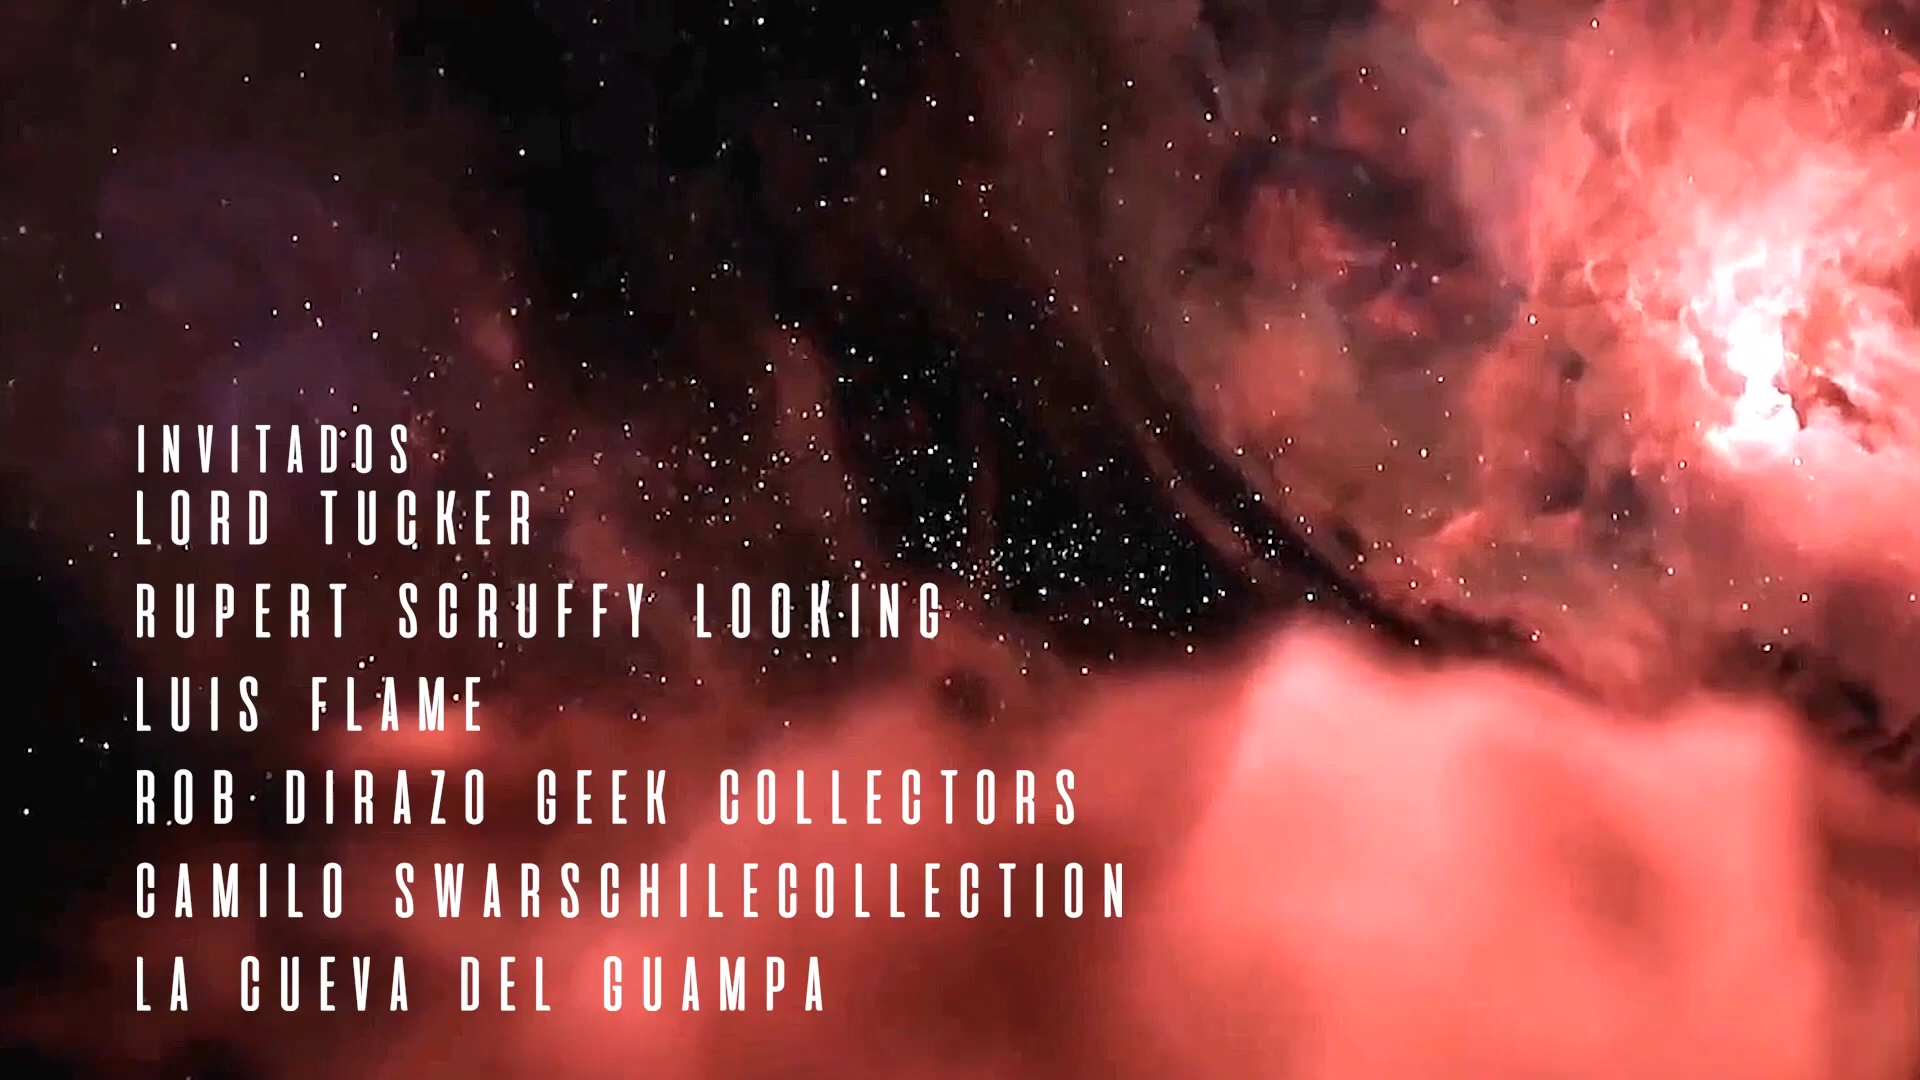 INVITADOS
LORD TUCKER
RUPERT SCRUFFY LOOKING
LUIS FLAME
ROB DIRAZO GEEK COLLECTORS
CAMILO SWARSCHILECOLLECTION
LA CUEVA DEL GUAMPA